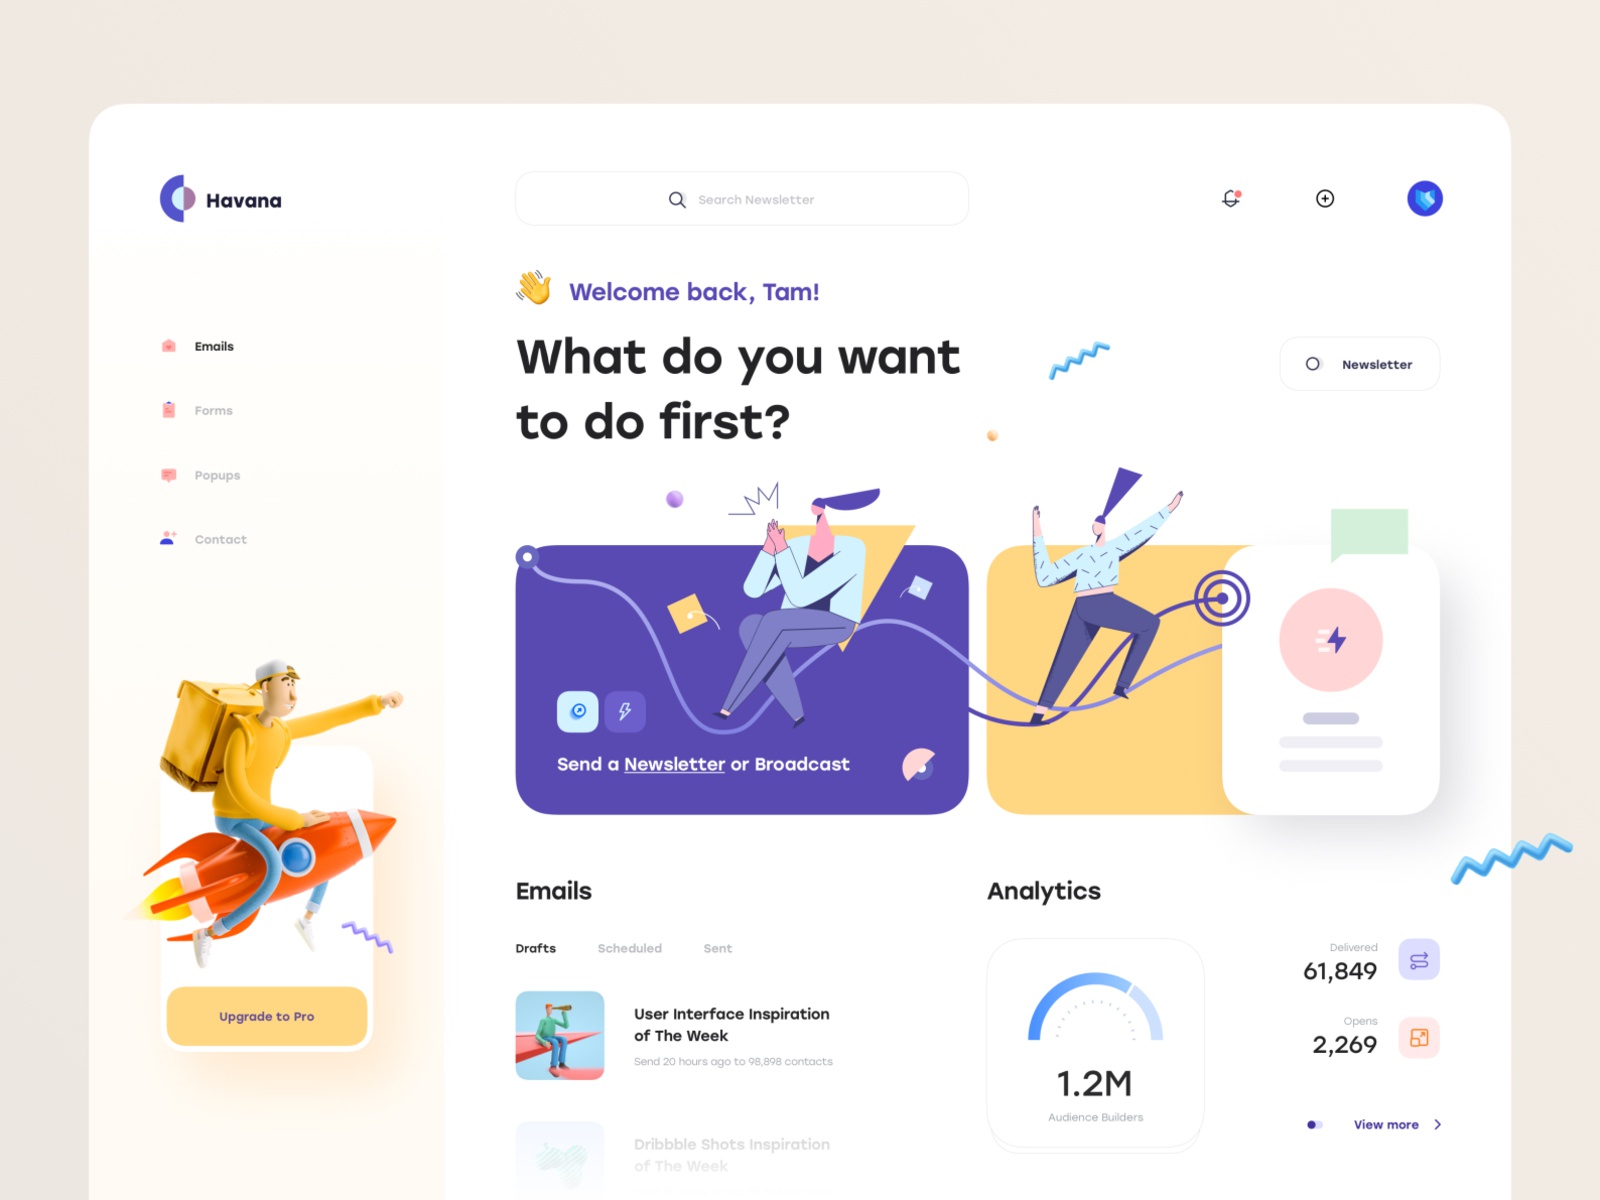 Havana
Search Newsletter
Welcome back, Tam!
What do you want
to do first?
Newsletter
Emails
Forms
Popups
Contact
Send a Newsletter or Broadcast
Upgrade to Pro
Emails
Drafts
Scheduled
Sent
User Interface Inspiration
of The Week
Send 20 hours ago to 98,898 contacts
Dribbble Shots Inspiration
of The Week
Analytics
1.2M
Audience Builders
Delivered
61,849
Opens
2,269
View more